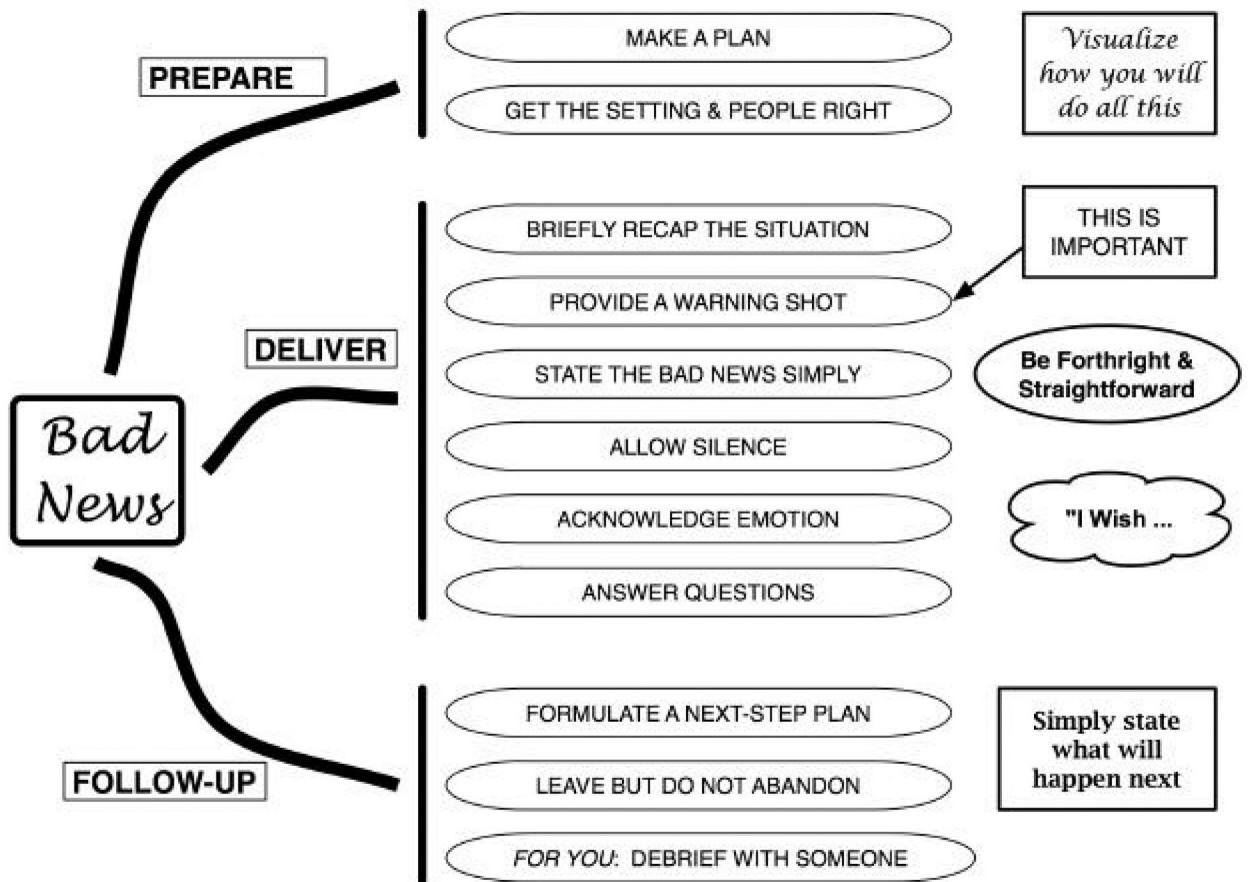 Bad
News
PREPARE
MAKE A PLAN
GET THE SETTING & PEOPLE RIGHT
Visualize
how you will
do all this
DELIVER
BRIEFLY RECAP THE SITUATION
PROVIDE A WARNING SHOT
STATE THE BAD NEWS SIMPLY
ALLOW SILENCE
ACKNOWLEDGE EMOTION
ANSWER QUESTIONS
THIS IS
IMPORTANT
Be Forthright &
Straightforward
"I Wish ...
FOLLOW-UP
FORMULATE A NEXT-STEP PLAN
LEAVE BUT DO NOT ABANDON
FOR YOU: DEBRIEF WITH SOMEONE
Simply state
what will
happen next